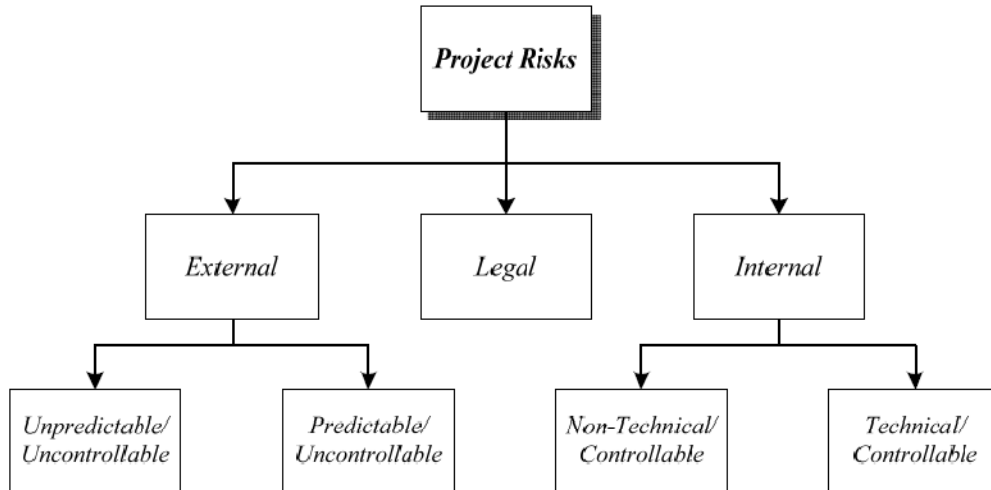 Project Risks
External
Legal
Internal
Unpredictable/
Uncontrollable
Predictable/
Uncontrollable
Non-Technical/
Controllable
Technical/
Controllable